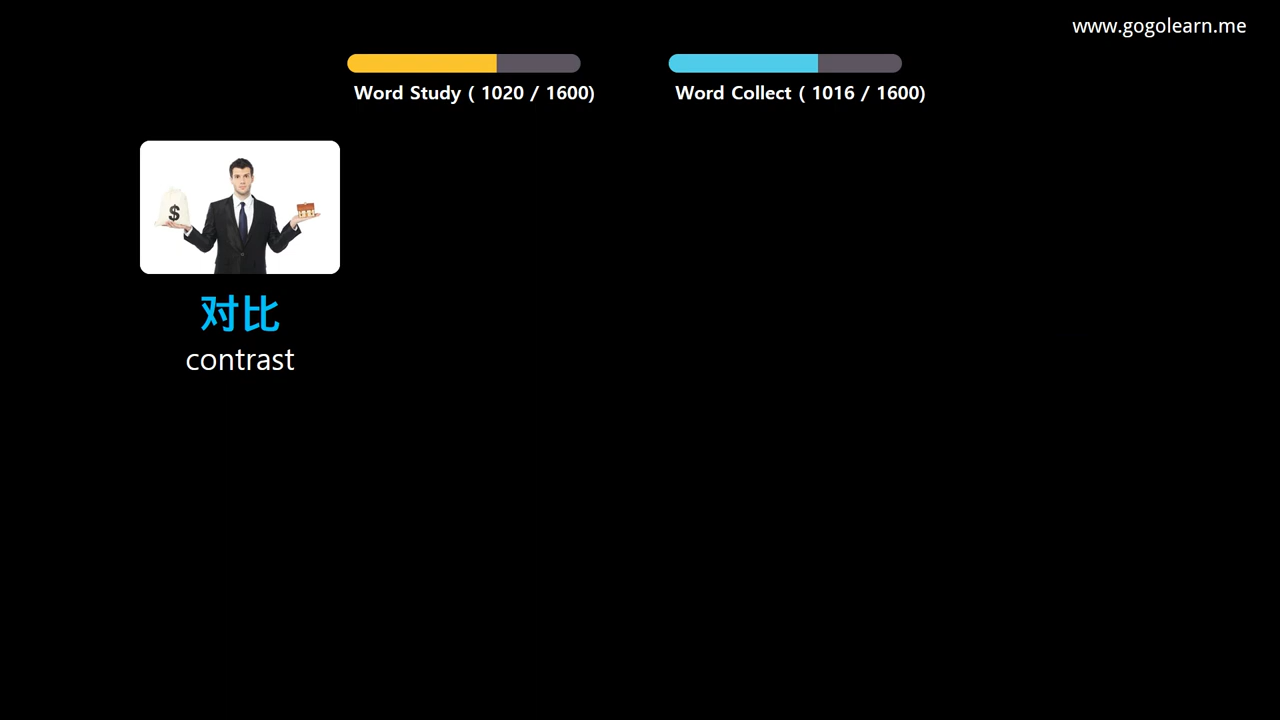 www.gogolearn.me
Word Study ( 1020 / 1600)
Word Collect ( 1016 / 1600)
$
对比
contrast